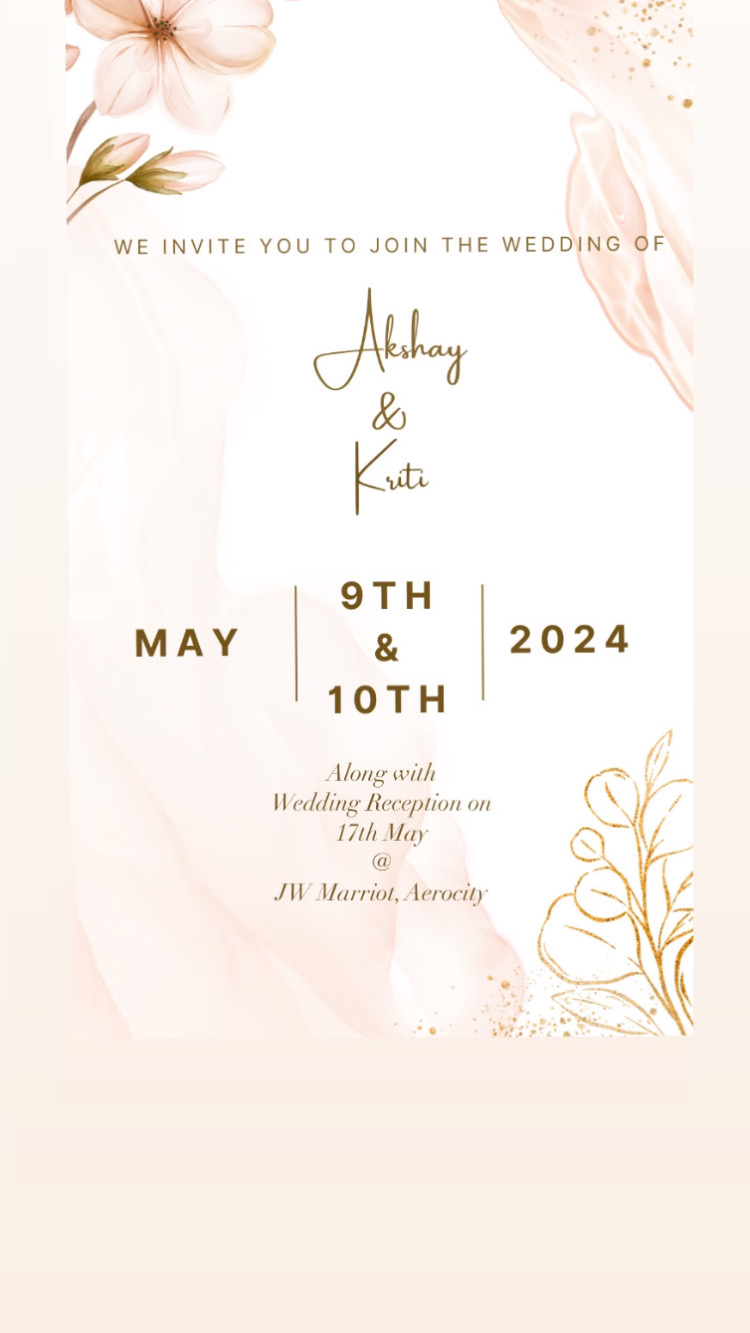 WE INVITE YOU TO JOIN THE WEDDING OF
Akshay
&
Kriti
MAY
9TH
&
10TH
2024
Along with
Wedding Reception on
17th May
@
JW Marriot, Aerocity